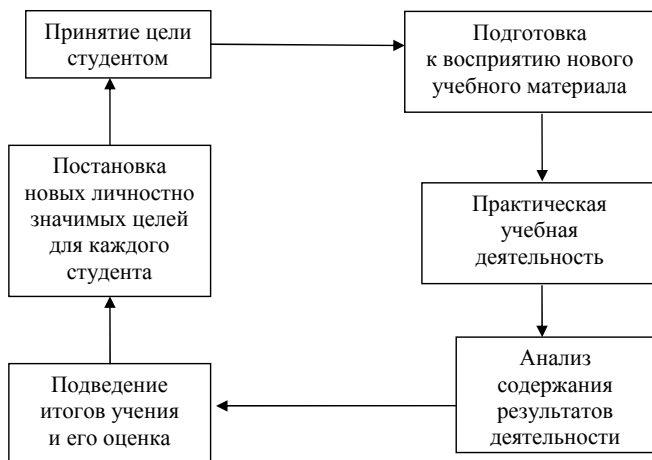 Принятие цели
студентом
Подготовка
к восприятию нового
учебного материала
Практическая
учебная
деятельность
Анализ
содержания
результатов
деятельности
Подведение
итогов учения
и его оценка
Постановка
новых личностно
значимых целей
для каждого
студента